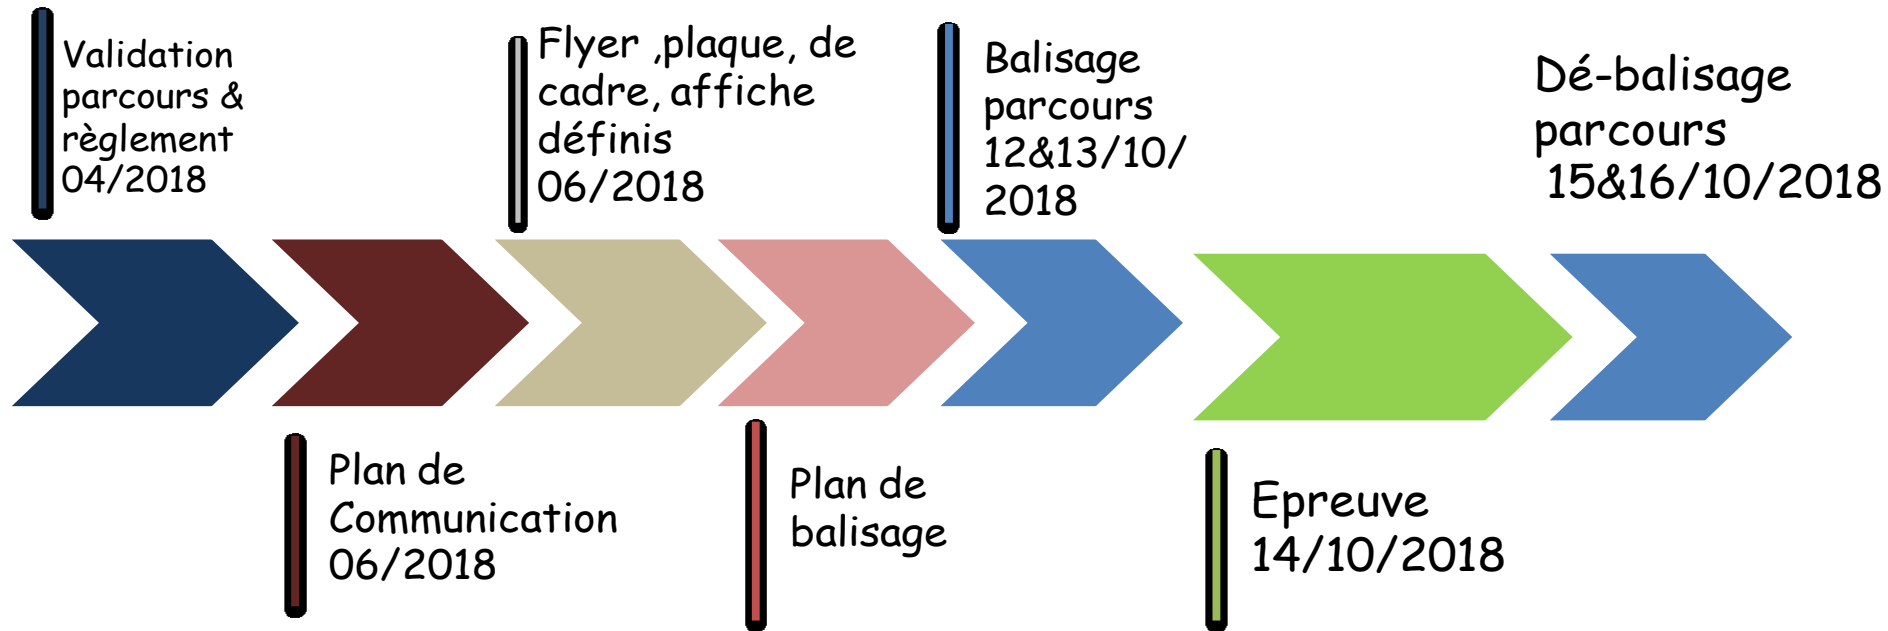 Validation
parcours &
règlement
04/2018
Flyer ,plaque, de
cadre, affiche
définis
06/2018
Balisage
parcours
12&13/10/
2018
Dé-balisage
parcours
15&16/10/2018
Plan de
Communication
06/2018
Plan de
balisage
Epreuve
14/10/2018